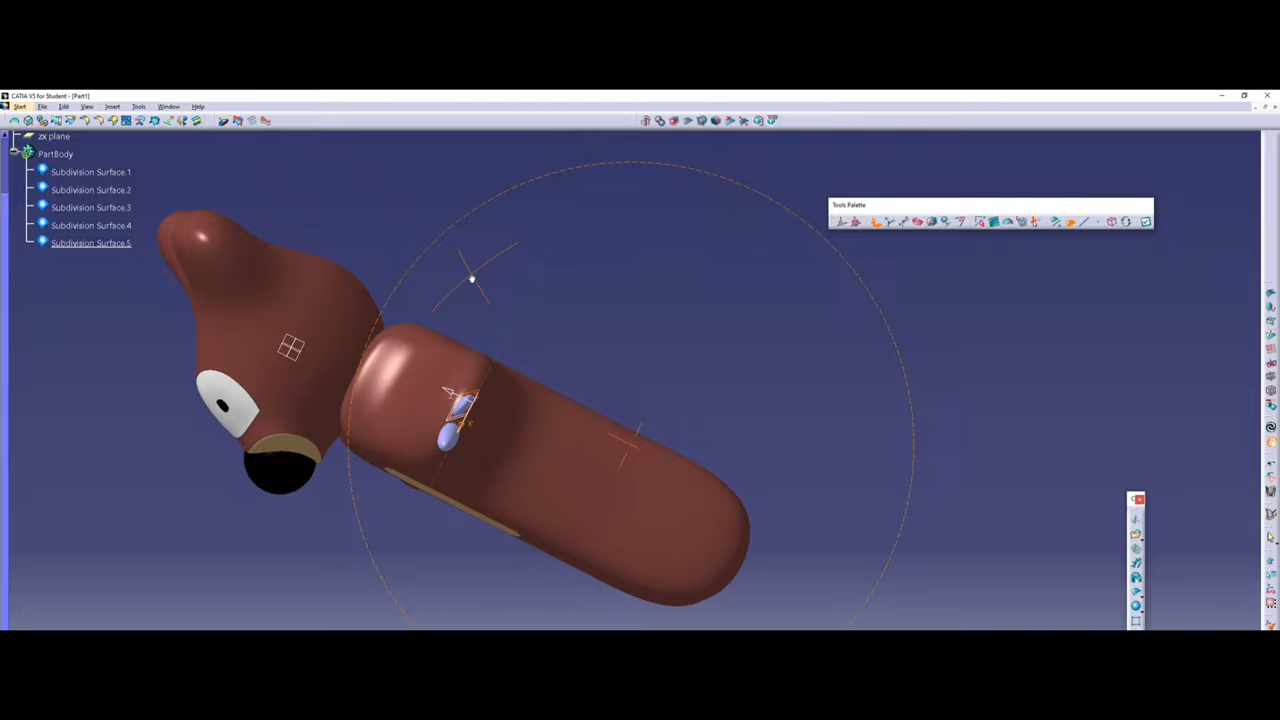 CATIA V5 for Student - [Part1]
Start File Edit View Insert Tools Window Help
zx plane
PartBody
Subdivision Surface.1
Subdivision Surface.2
Subdivision Surface.3
Subdivision Surface.4
Subdivision Surface.5
Tools Palette
x